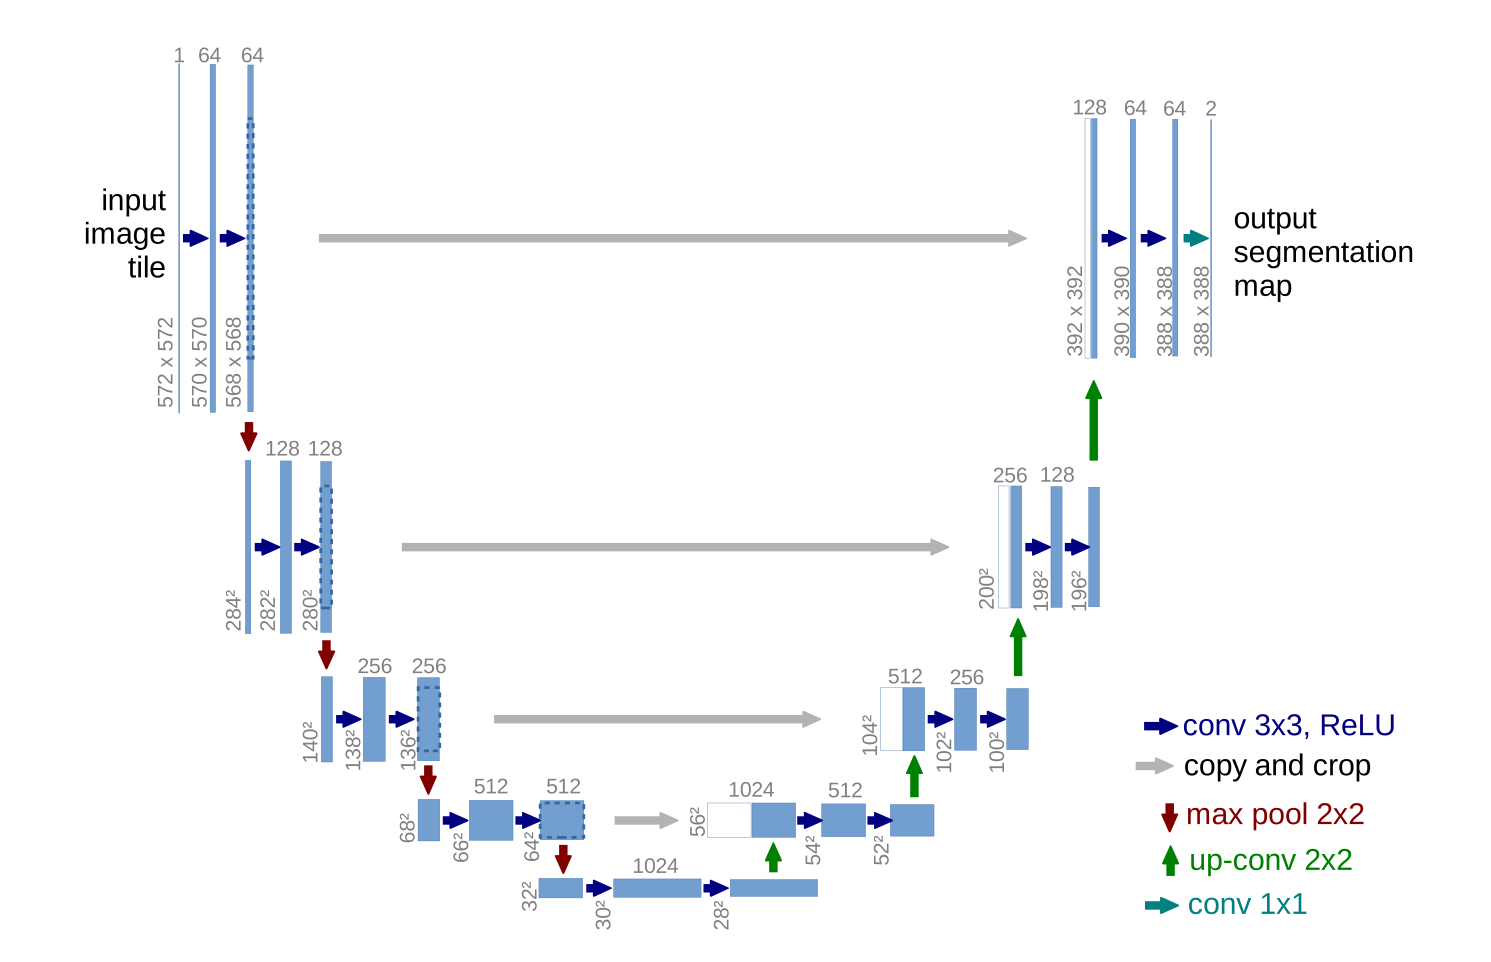 1 64 64
input
image
tile
572 x 572
570 x 570
568 x 568
128 128
284²
282²
280²
256 256
140²
138²
136²
512 512
68²
66²
64²
1024
32²
30²
28²
1024 512
56²
54²
52²
512 256
104²
102²
100²
256 128
200²
198²
196²
128 64 64 2
392 x 392
390 x 390
388 x 388
388 x 388
output
segmentation
map
conv 3x3, ReLU
copy and crop
max pool 2x2
up-conv 2x2
conv 1x1